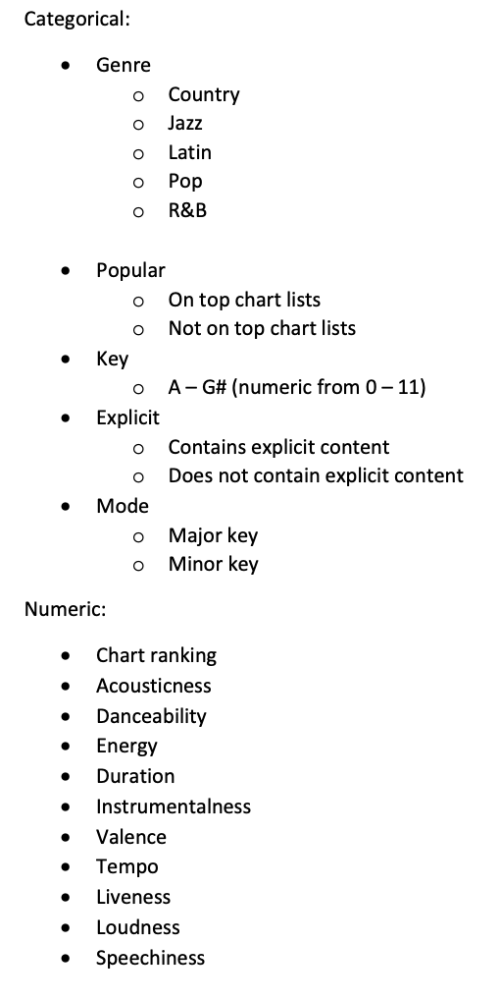 Categorical:
• Genre
o Country
o Jazz
o Latin
o Pop
o R&B
• Popular
o On top chart lists
o Not on top chart lists
• Key
o A – G# (numeric from 0 – 11)
• Explicit
o Contains explicit content
o Does not contain explicit content
• Mode
o Major key
o Minor key
Numeric:
• Chart ranking
• Acousticness
• Danceability
• Energy
• Duration
• Instrumentalness
• Valence
• Tempo
• Liveness
• Loudness
• Speechiness